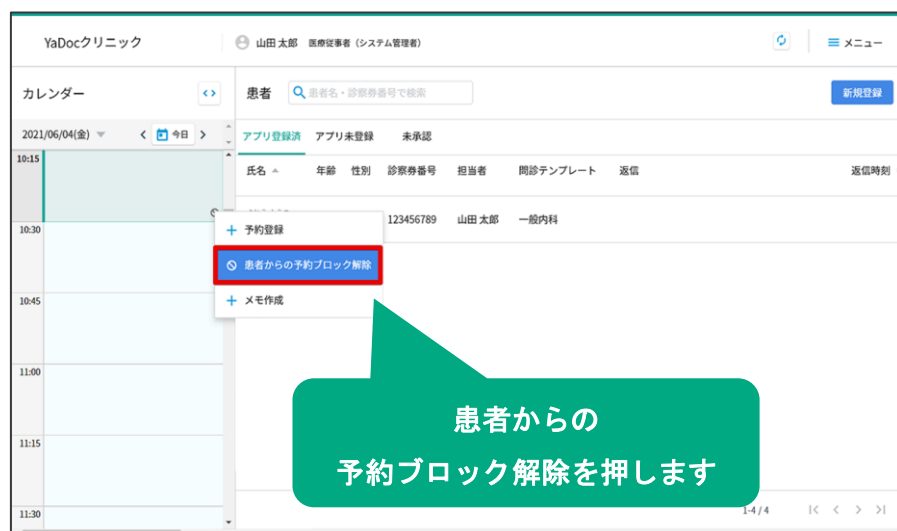 YaDocクリニック
山田 太郎 医療従事者（システム管理者）
メニュー
カレンダー
患者
患者名・診察券番号で検索
新規登録
2021/06/04(金)
今日
アプリ登録済 アプリ未登録 未承認
氏名 年齢 性別 診察券番号 担当者 問診テンプレート 返信 返信時刻
10:15
123456789 山田 太郎 一般内科
予約登録
10:30
患者からの予約ブロック解除
メモ作成
10:45
11:00
患者からの
予約ブロック解除を押します
11:15
11:30
1-4 / 4